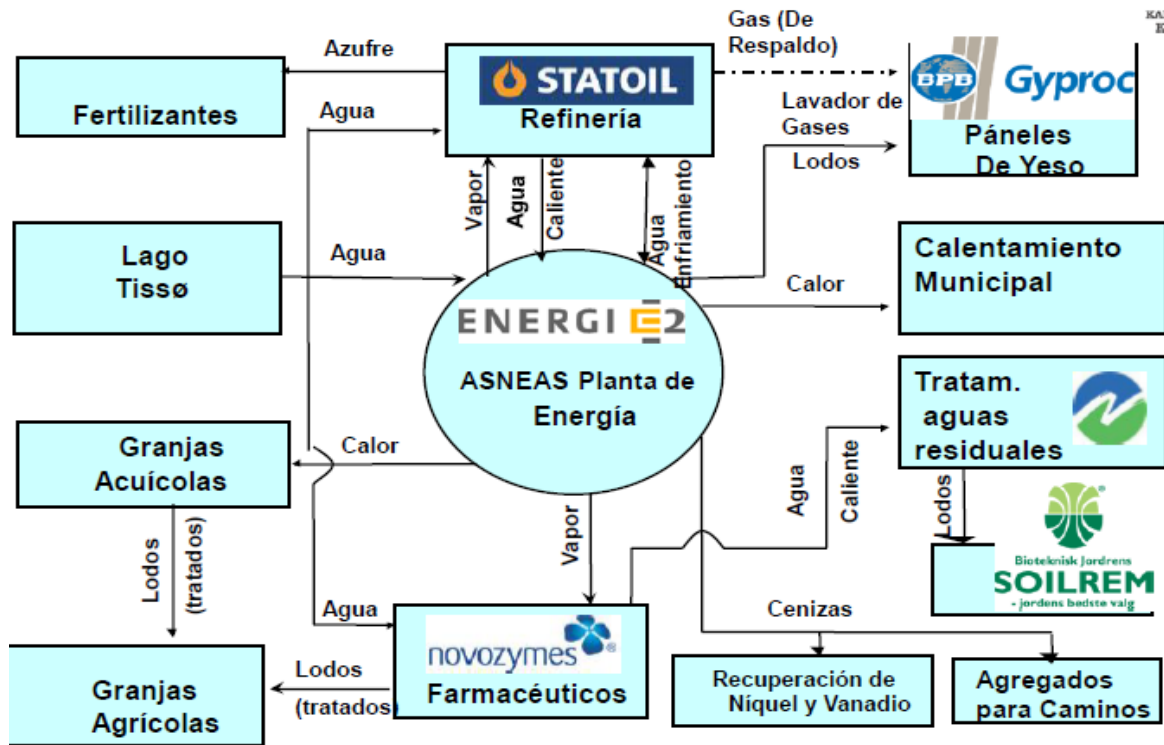 Gas (De
Respaldo)
Azufre
STATOIL
Refinería
BPB
Gyproc
Páneles
De Yeso
Fertilizantes
Agua
Lavador de
Gases
Lodos
Vapor
Agua
Caliente
Agua
Enfriamiento
Lago
Tissø
Agua
Calentamiento
Municipal
Calor
ENERGI E2
ASNEAS Planta de
Energía
Tratam.
aguas
residuales
Granjas
Acuícolas
Calor
Agua
Caliente
Lodos
Lodos
(tratados)
Vapor
Bioteknisk Jordrens
SOILREM
- jordens bedste valg
Agua
Cenizas
novozymes
Farmacéuticos
Lodos
(tratados)
Granjas
Agrícolas
Recuperación de
Níquel y Vanadio
Agregados
para Caminos